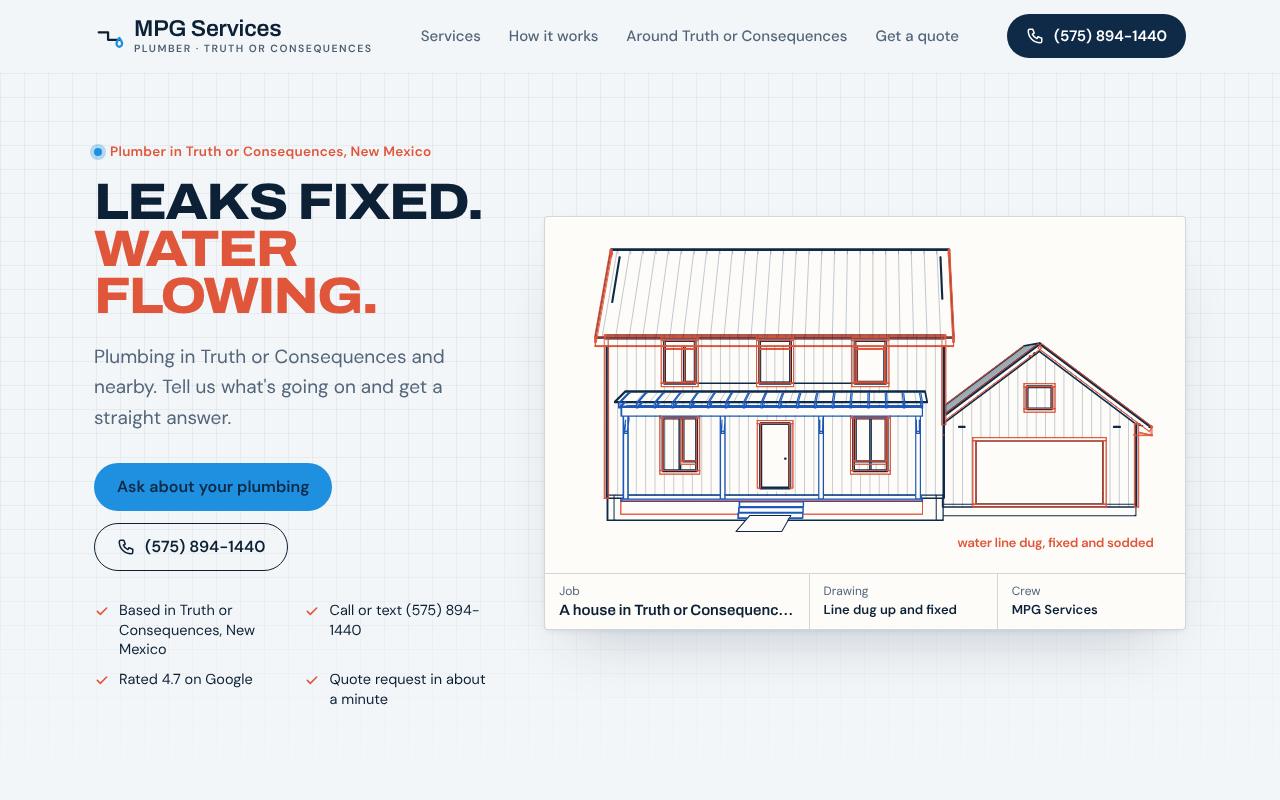 MPG Services
PLUMBER · TRUTH OR CONSEQUENCES
Services
How it works
Around Truth or Consequences
Get a quote
(575) 894-1440
Plumber in Truth or Consequences, New Mexico
LEAKS FIXED.
WATER
FLOWING.
Plumbing in Truth or Consequences and
nearby. Tell us what's going on and get a
straight answer.
Ask about your plumbing
(575) 894-1440
Based in Truth or
Consequences, New
Mexico
Call or text (575) 894-
1440
Rated 4.7 on Google
Quote request in about
a minute
water line dug, fixed and sodded
Job
A house in Truth or Consequenc...
Drawing
Line dug up and fixed
Crew
MPG Services